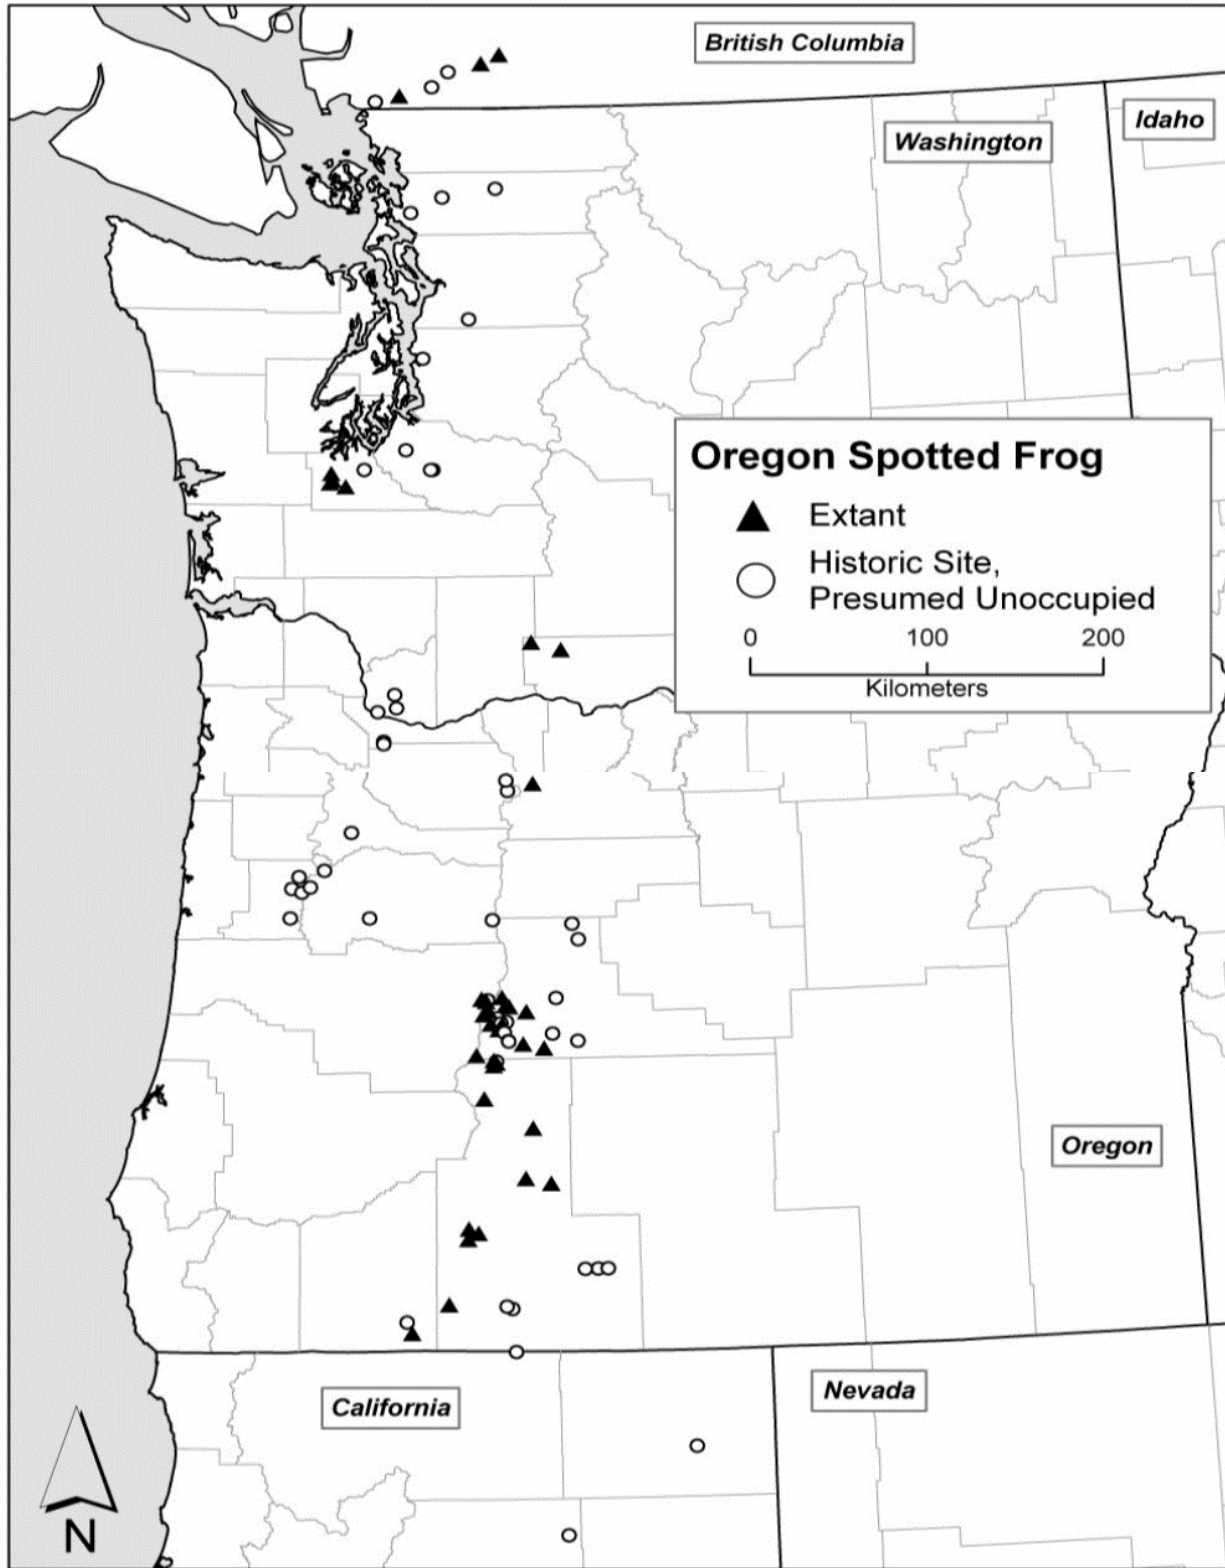 British Columbia
Idaho
Washington
Oregon Spotted Frog
Extant
Historic Site,
Presumed Unoccupied
0 100 200
Kilometers
Oregon
Nevada
California
N